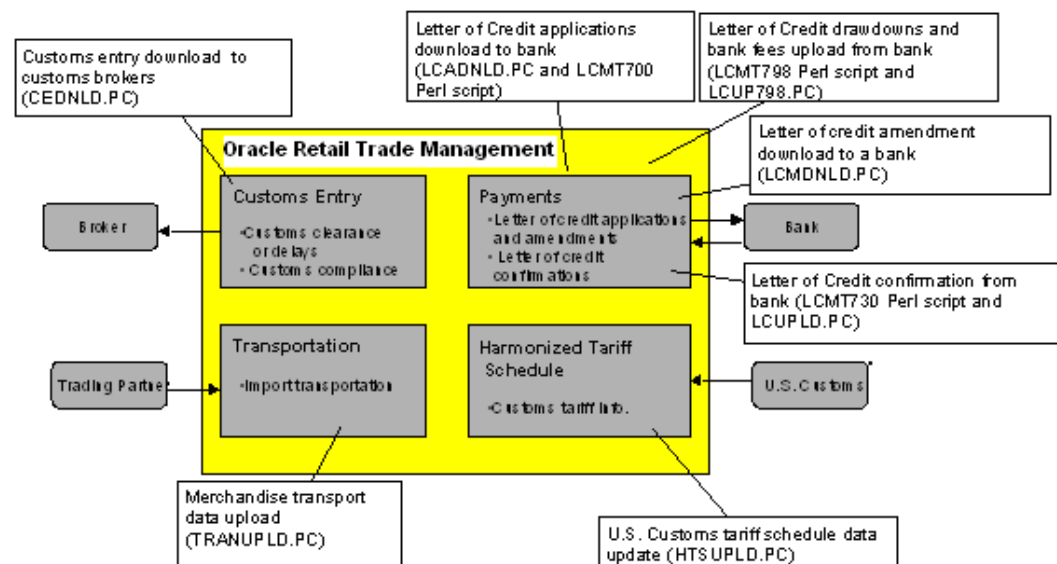 Customs entry download to
customs brokers
(CEDNLD.PC)
Letter of Credit applications
download to bank
(LCADNLD.PC and LCMT700
Perl script)
Letter of Credit drawdowns and
bank fees upload from bank
(LCMT798 Perl script and
LCUP798.PC)
Oracle Retail Trade Management
Letter of credit amendment
download to a bank
(LCMDNLD.PC)
Customs Entry
•Customs clearance
or delays
• Customs compliance
Payments
•Letter of credit applications
and amendments
• Letter of credit
confirmations
Broker
Bank
Letter of Credit confirmation from
bank (LCMT730 Perl script and
LCUPLD.PC)
Transportation
•Import transportation
Harmonized Tariff
Schedule
•Customs tariff info.
Trading Partne
U.S. Customs
Merchandise transport
data upload
(TRANUPLD.PC)
U.S. Customs tariff schedule data
update (HTSUPLD.PC)